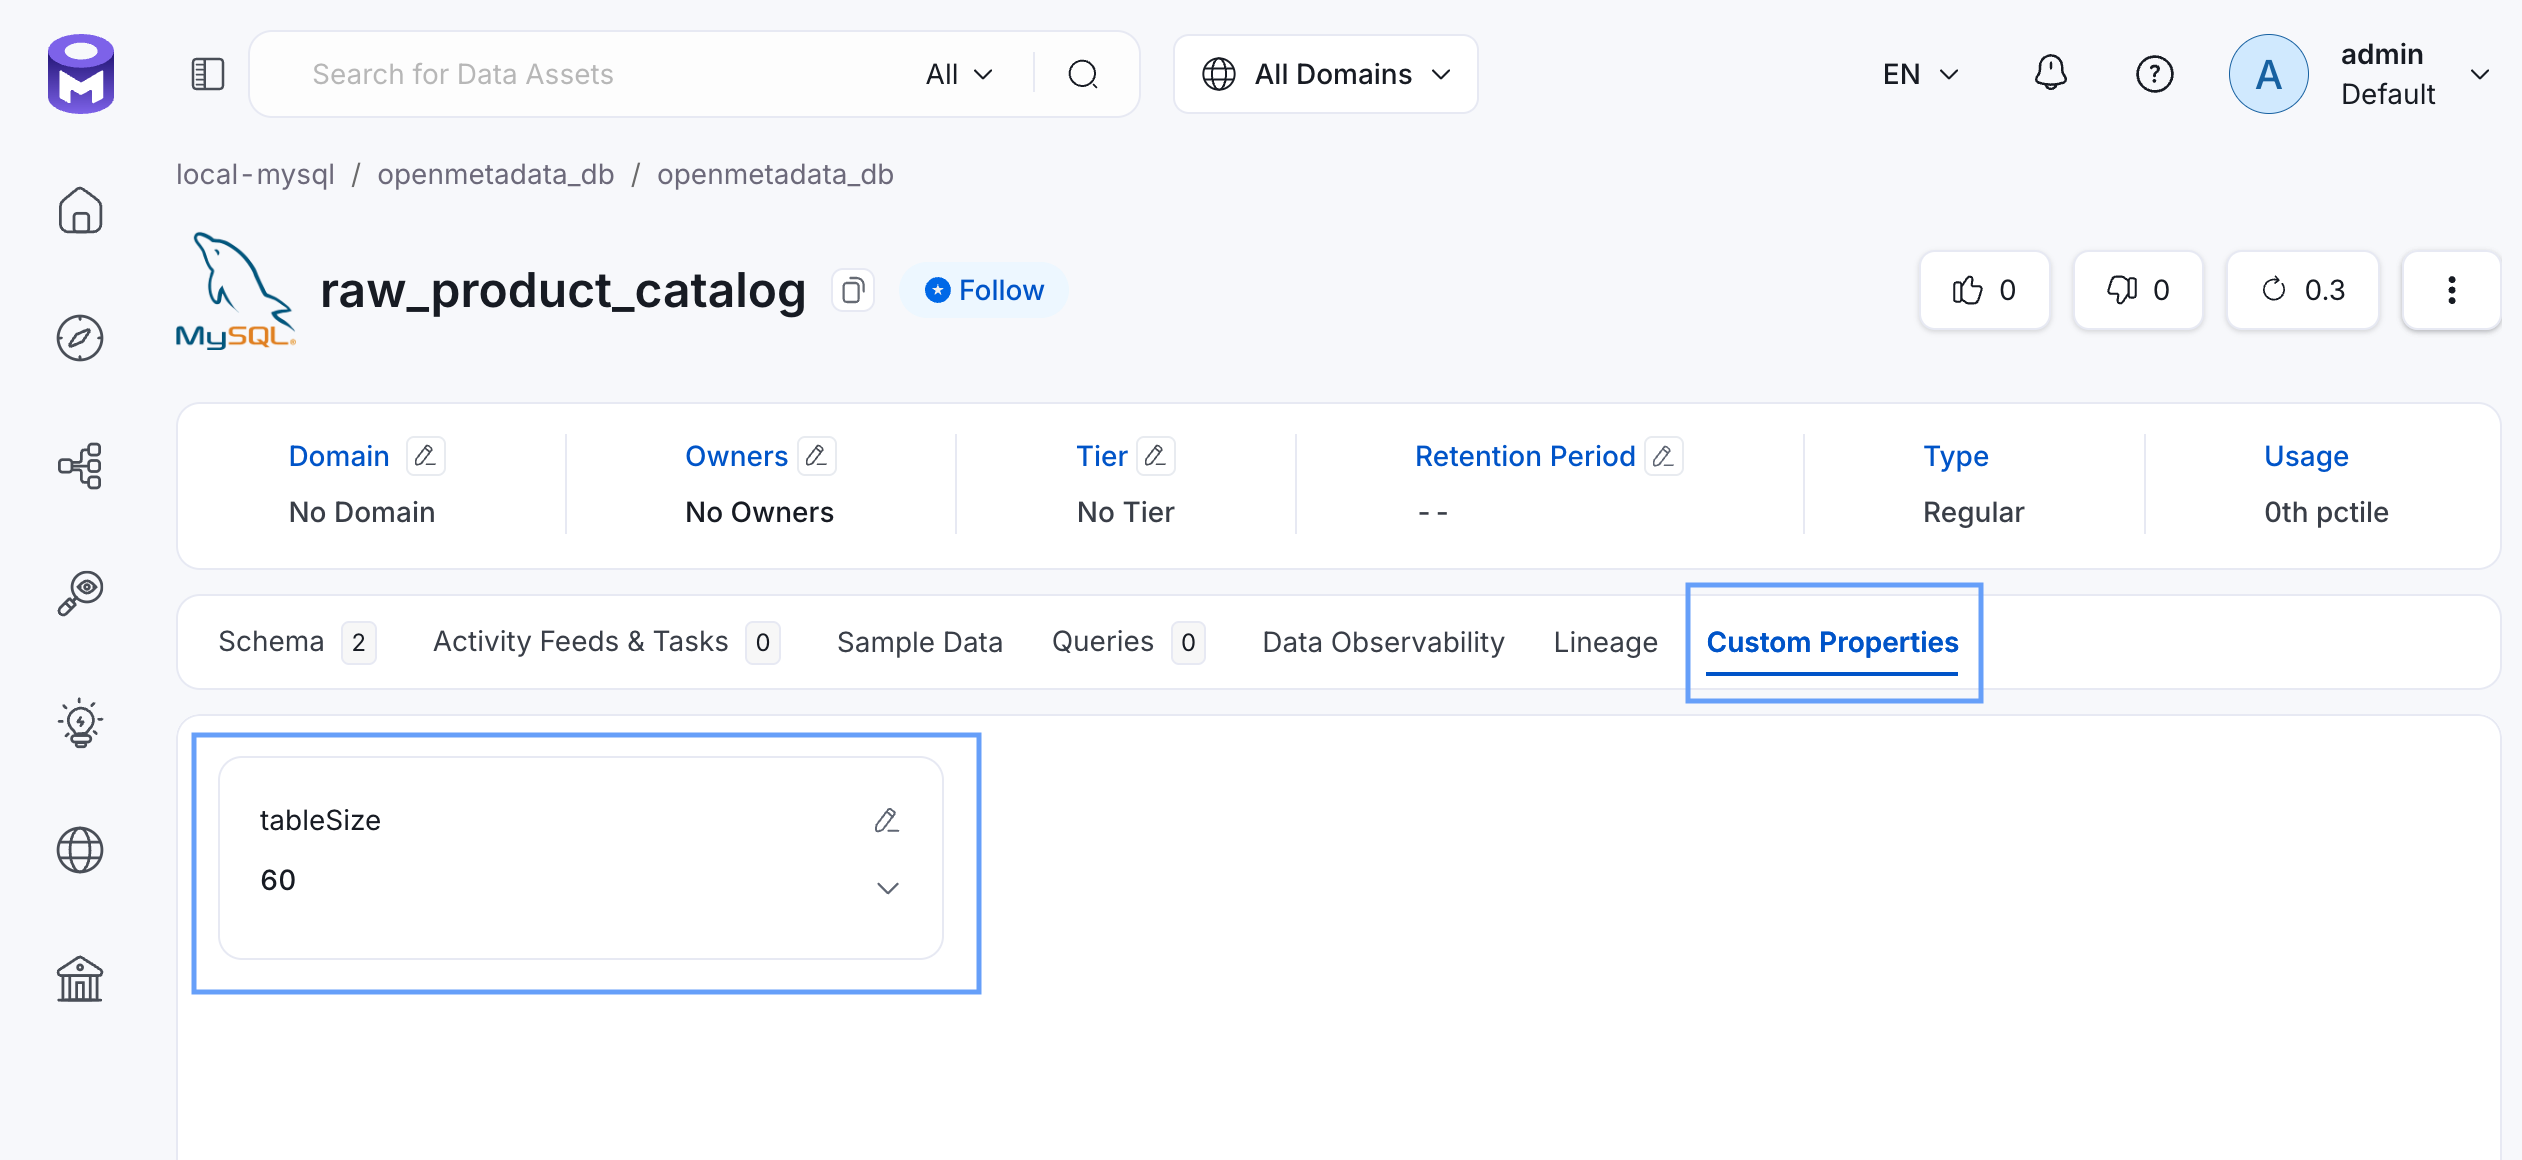 Search for Data Assets All All Domains EN admin
Default
A
local-mysql / openmetadata_db / openmetadata_db
MySQL
raw_product_catalog Follow 0 0 0.3
Domain Owners Tier Retention Period Type Usage
No Domain No Owners No Tier -- Regular 0th pctile
Schema 2 Activity Feeds & Tasks 0 Sample Data Queries 0 Data Observability Lineage Custom Properties
tableSize
60